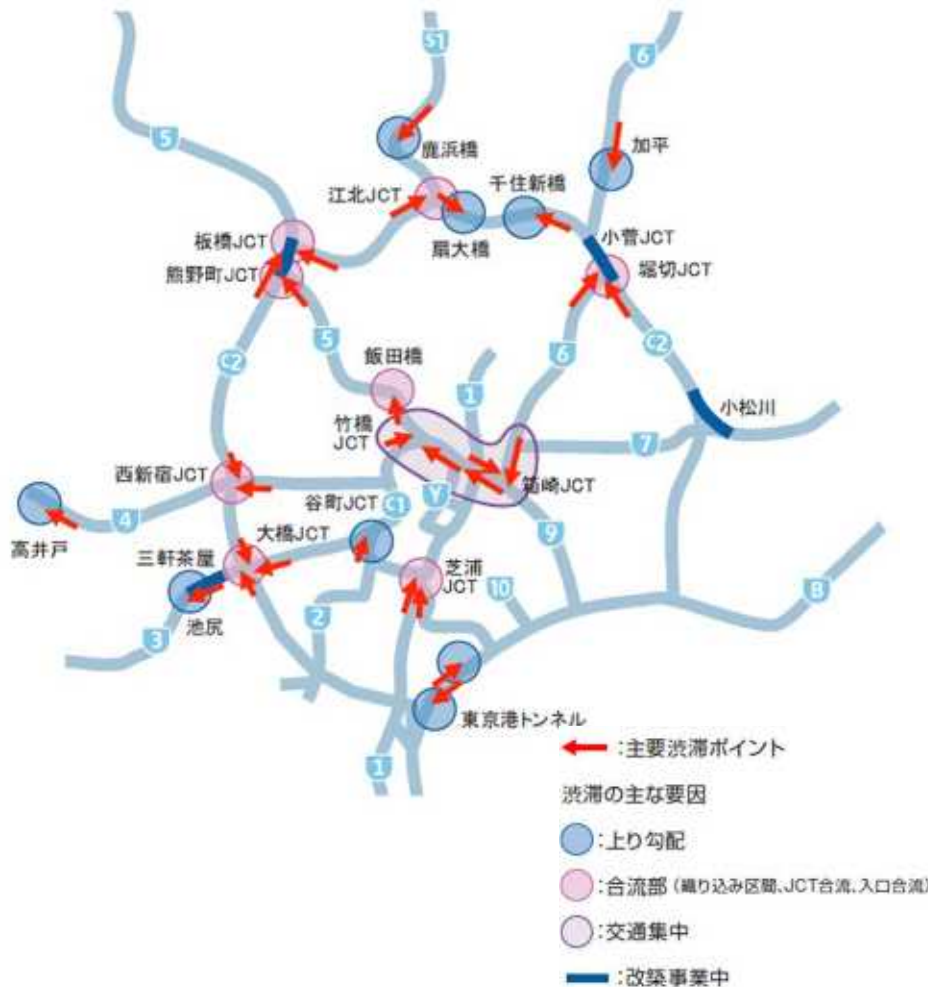 S1
6
5
鹿浜橋
加平
江北JCT
千住新橋
板橋JCT
扇大橋
小菅JCT
熊野町JCT
堀切JCT
C2
5
6
C2
飯田橋
1
小松川
竹橋
JCT
7
西新宿JCT
箱崎JCT
谷町JCT
C1
Y
4
大橋JCT
9
高井戸
三軒茶屋
芝浦
JCT
10
B
2
池尻
3
東京港トンネル
1
:主要渋滞ポイント
渋滞の主な要因
:上り勾配
:合流部(織り込み区間、JCT合流、入口合流)
:交通集中
:改築事業中